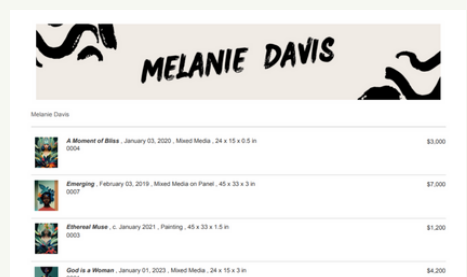 MELANIE DAVIS
Melanie Davis
A Moment of Bliss , January 03, 2020 , Mixed Media , 24 x 15 x 0.5 in $3,000
0004
Emerging , February 03, 2019 , Mixed Media on Panel , 45 x 33 x 3 in $7,000
0007
Ethereal Muse , c. January 2021 , Painting , 45 x 33 x 1.5 in $1,200
0003
God is a Woman , January 01, 2023 , Mixed Media , 24 x 15 x 3 in $4,200